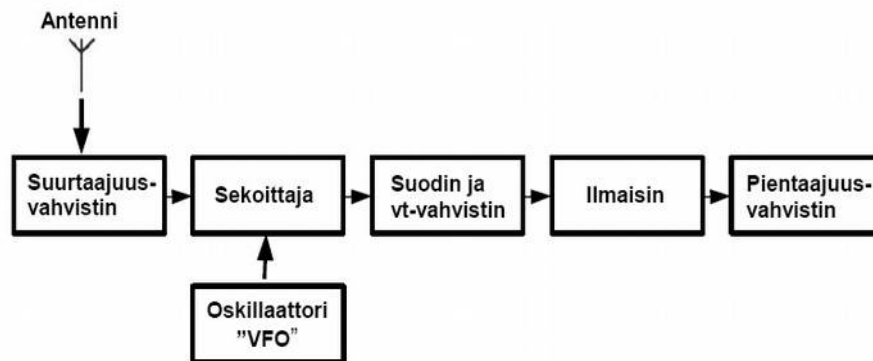 Antenni
Suurtaajuus-
vahvistin
Sekoittaja
Suodin ja
vt-vahvistin
Ilmaisin
Pientaajuus-
vahvistin
Oskillaattori
”VFO”